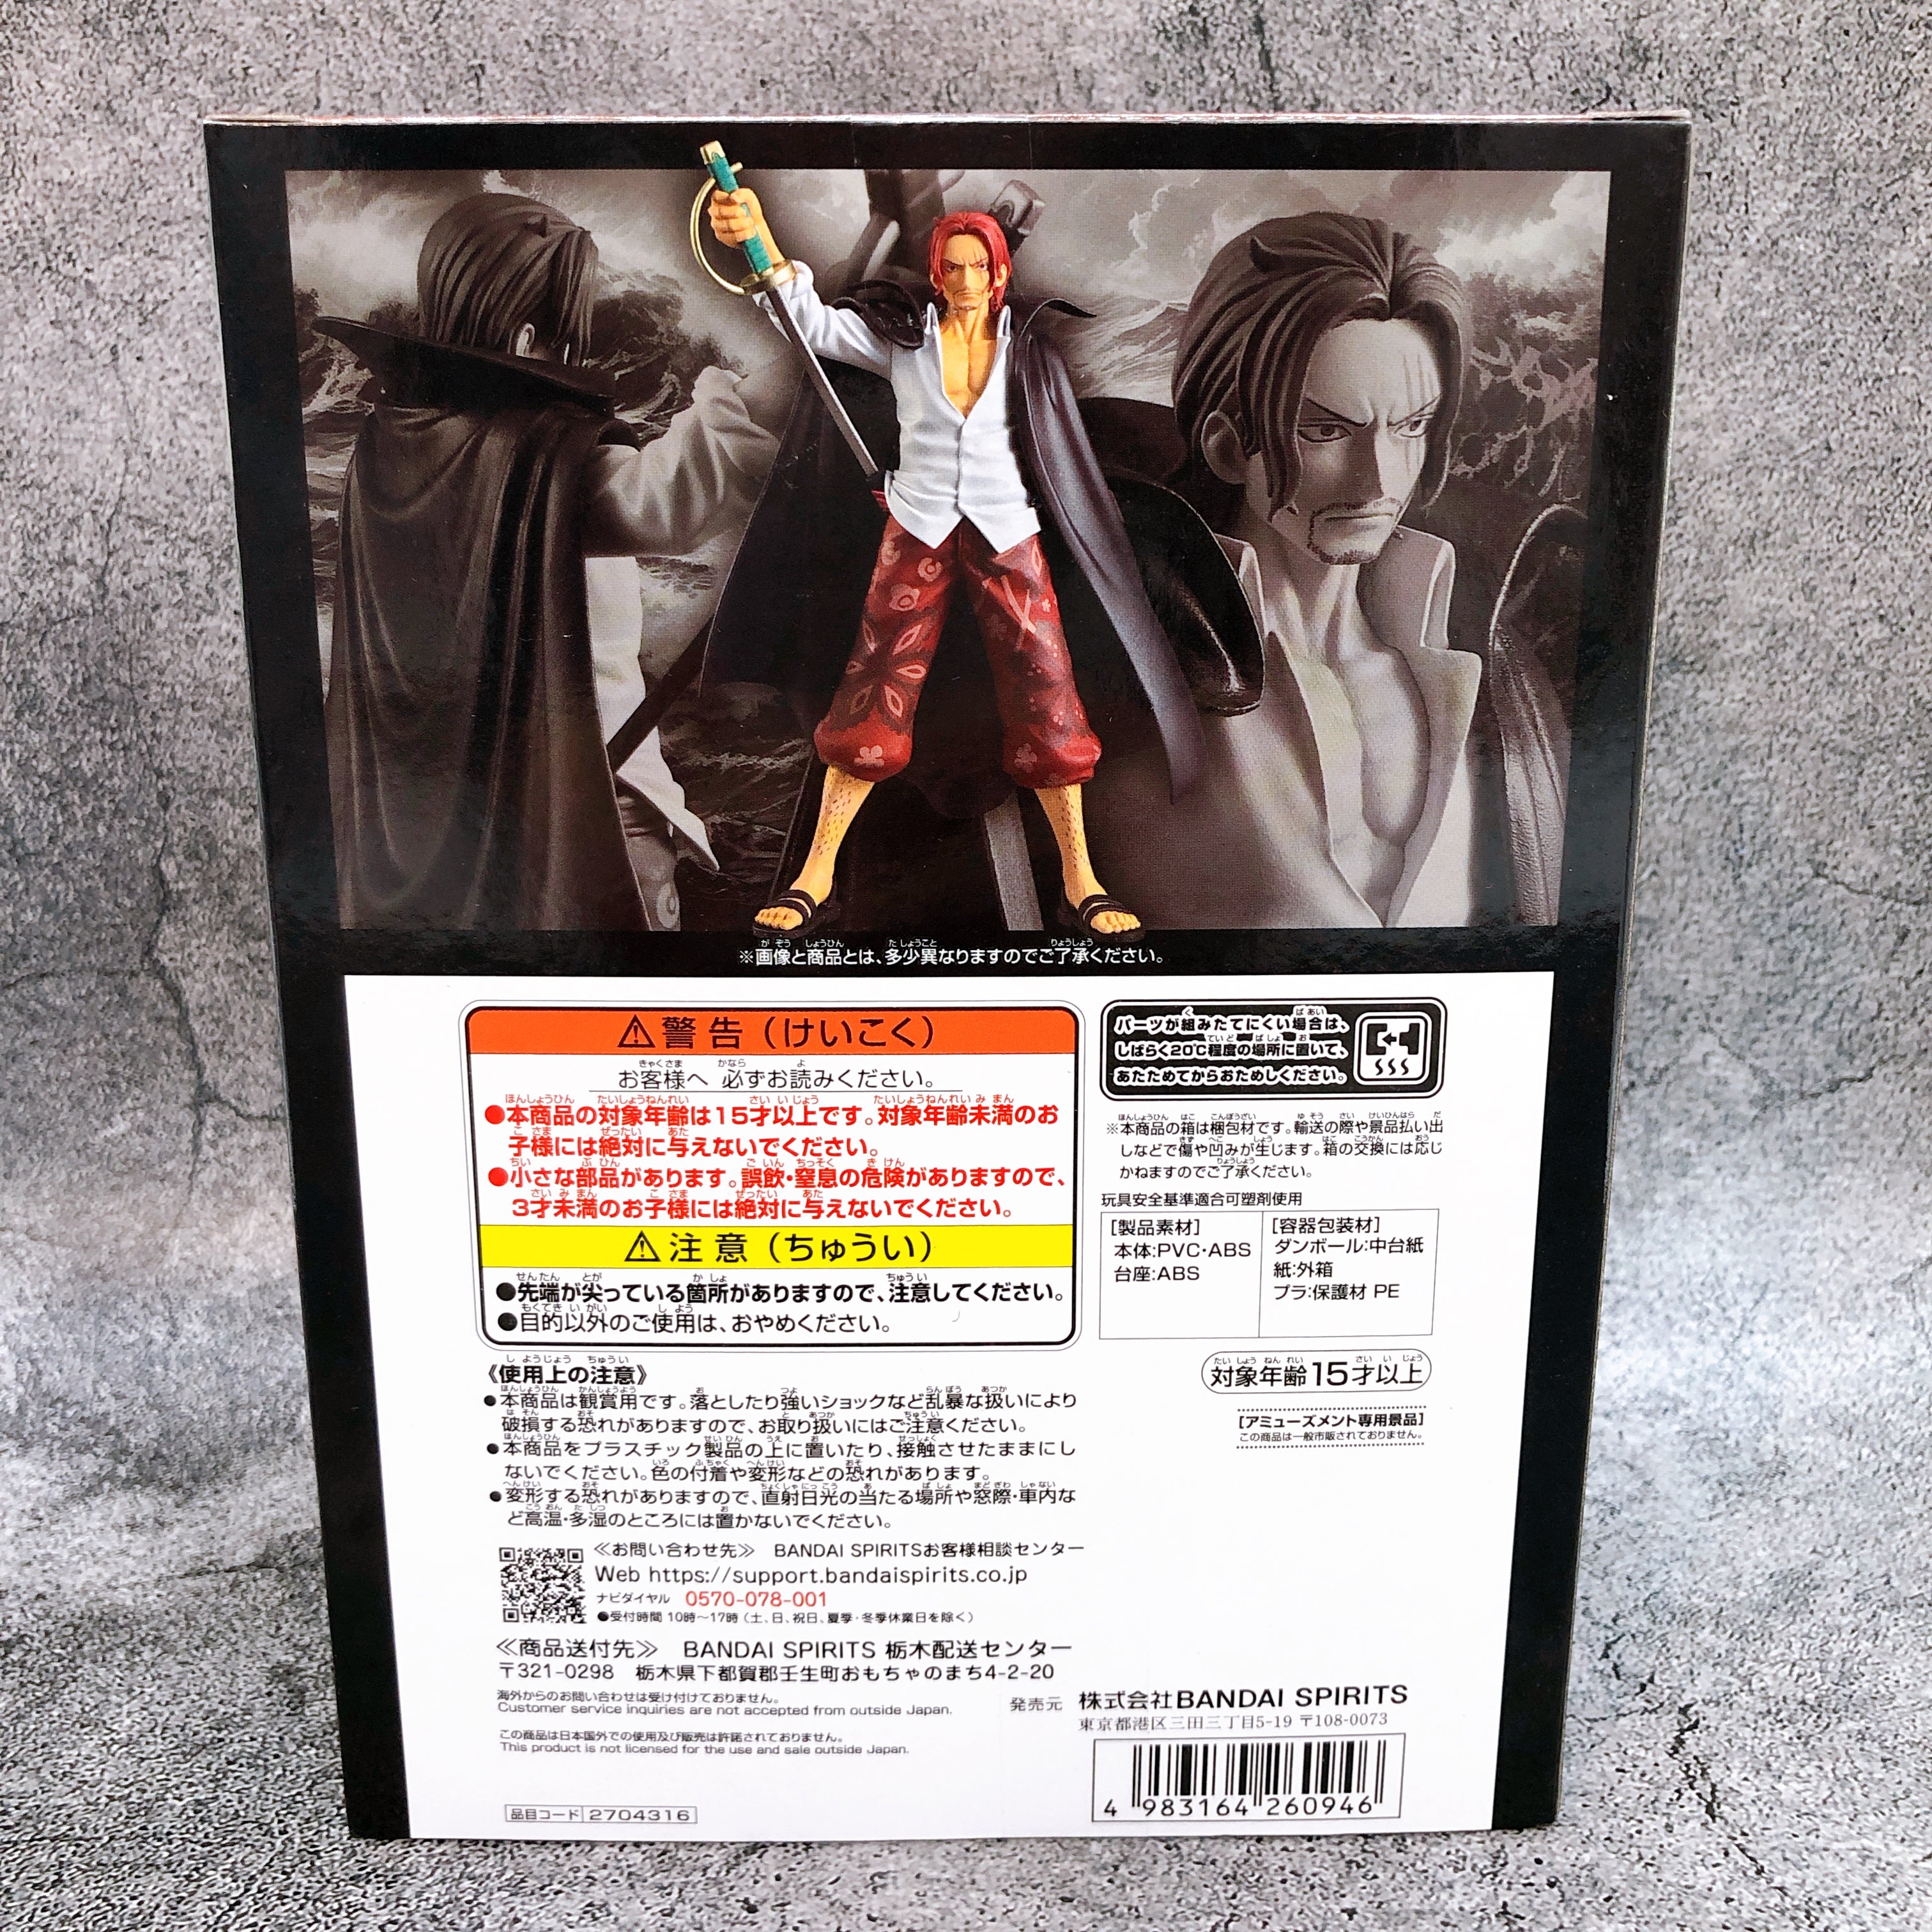 ※画像と商品とは、多少異なりますのでご了承ください。
⚠警告（けいこく）
お客様へ 必ずお読みください。
●本商品の対象年齢は15才以上です。対象年齢未満のお
子様には絶対に与えないでください。
●小さな部品があります。誤飲・窒息の危険がありますので、
3才未満のお子様には絶対に与えないでください。
⚠注意（ちゅうい）
●先端が尖っている箇所がありますので、注意してください。
●目的以外のご使用は、おやめください。
《使用上の注意》
●本商品は観賞用です。落としたり強いショックなど乱暴な扱いにより
破損する恐れがありますので、お取り扱いにはご注意ください。
●本商品をプラスチック製品の上に置いたり、接触させたままにし
ないでください。色の付着や変形などの恐れがあります。
●変形する恐れがありますので、直射日光の当たる場所や窓際・車内な
ど高温・多湿のところには置かないでください。
≪お問い合わせ先≫ BANDAI SPIRITSお客様相談センター
Web https://support.bandaispirits.co.jp
ナビダイヤル 0570-078-001
●受付時間 10時～17時（土、日、祝日、夏季・冬季休業日を除く）
≪商品送付先≫ BANDAI SPIRITS 栃木配送センター
〒321-0298 栃木県下都賀郡壬生町おもちゃのまち4-2-20
海外からのお問い合わせは受け付けておりません。
Customer service inquiries are not accepted from outside Japan.
この商品は日本国外での使用及び販売は許諾されておりません。
This product is not licensed for the use and sale outside Japan.
品目コード 2704316
パーツが組みたてにくい場合は、
しばらく20℃程度の場所に置いて、
あたためてからおためしください。
※本商品の箱は梱包材です。輸送の際や景品払い出
しなどで傷や凹みが生じます。箱の交換には応じ
かねますのでご了承ください。
玩具安全基準適合可塑剤使用
[製品素材]
本体:PVC・ABS
台座:ABS
[容器包装材]
ダンボール:中台紙
紙:外箱
プラ:保護材 PE
対象年齢15才以上
[アミューズメント専用景品]
この商品は一般市販されておりません。
発売元 株式会社BANDAI SPIRITS
東京都港区三田三丁目5-19 〒108-0073
4 983164 260946